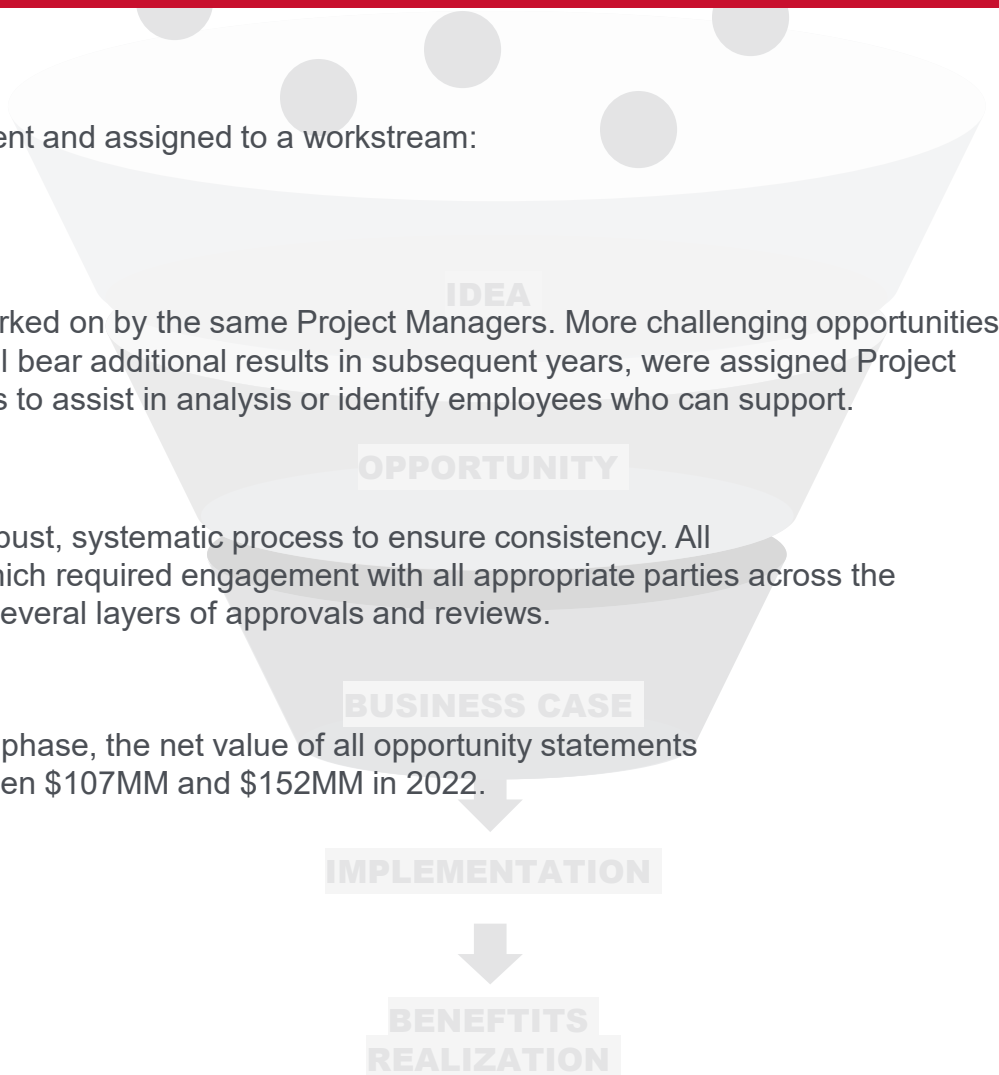 ent and assigned to a workstream:
IDEA
rked on by the same Project Managers. More challenging opportunities
l bear additional results in subsequent years, were assigned Project
s to assist in analysis or identify employees who can support.
OPPORTUNITY
bust, systematic process to ensure consistency. All
hich required engagement with all appropriate parties across the
everal layers of approvals and reviews.
BUSINESS CASE
phase, the net value of all opportunity statements
en $107MM and $152MM in 2022.
IMPLEMENTATION
BENEFTITS
REALIZATION